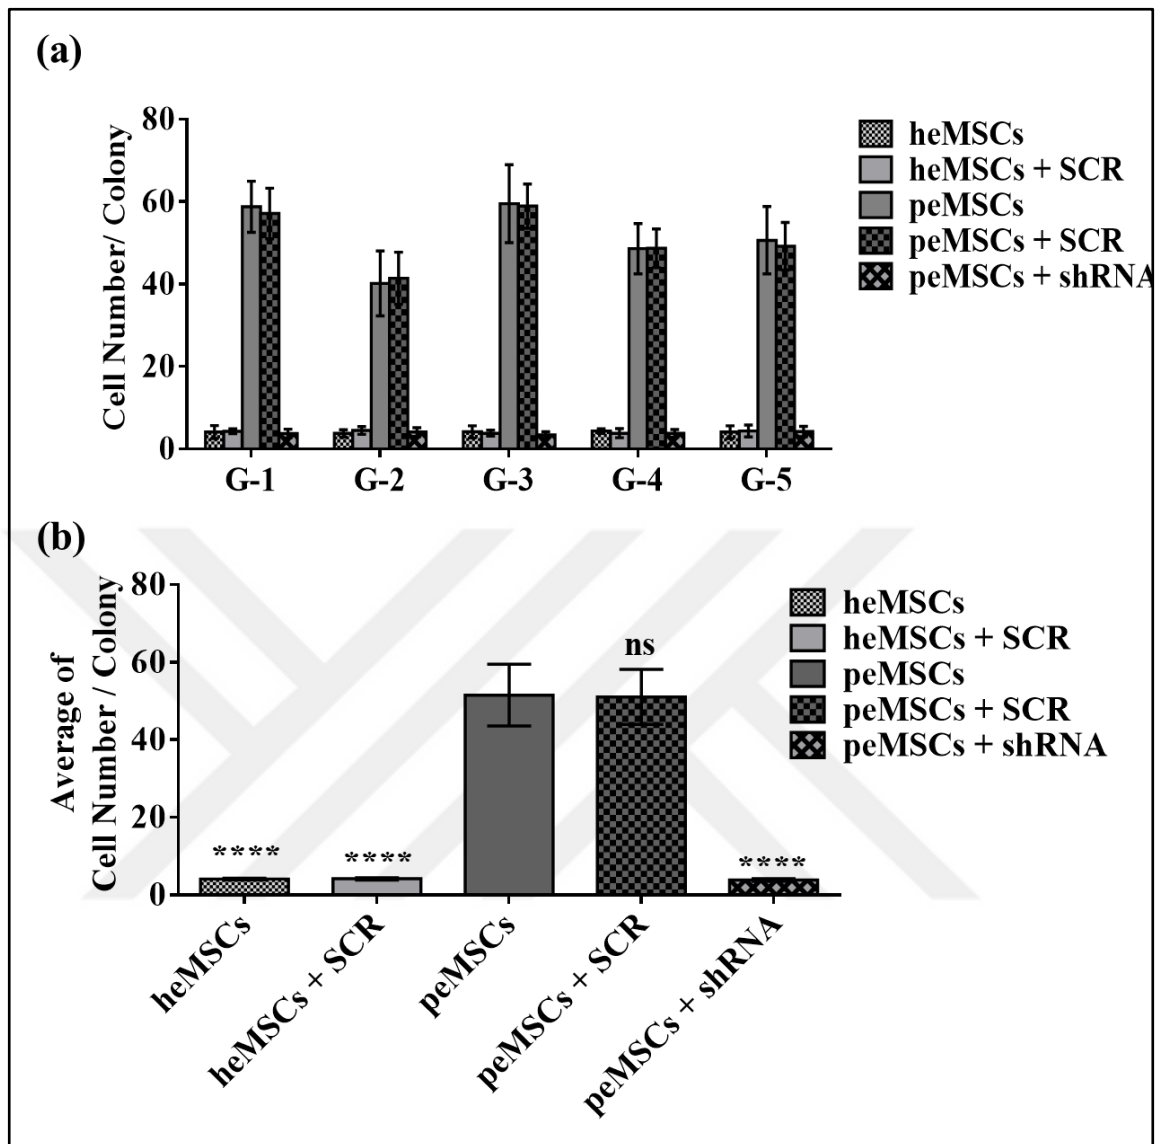 (a)
Cell Number/ Colony
80
60
40
20
0
G-1 G-2 G-3 G-4 G-5
heMSCs
heMSCs + SCR
peMSCs
peMSCs + SCR
peMSCs + shRNA
(b)
Average of
Cell Number / Colony
80
60
40
20
0
**** **** ns ****
heMSCs
heMSCs + SCR
peMSCs
peMSCs + SCR
peMSCs + shRNA
heMSCs
heMSCs + SCR
peMSCs
peMSCs + SCR
peMSCs + shRNA